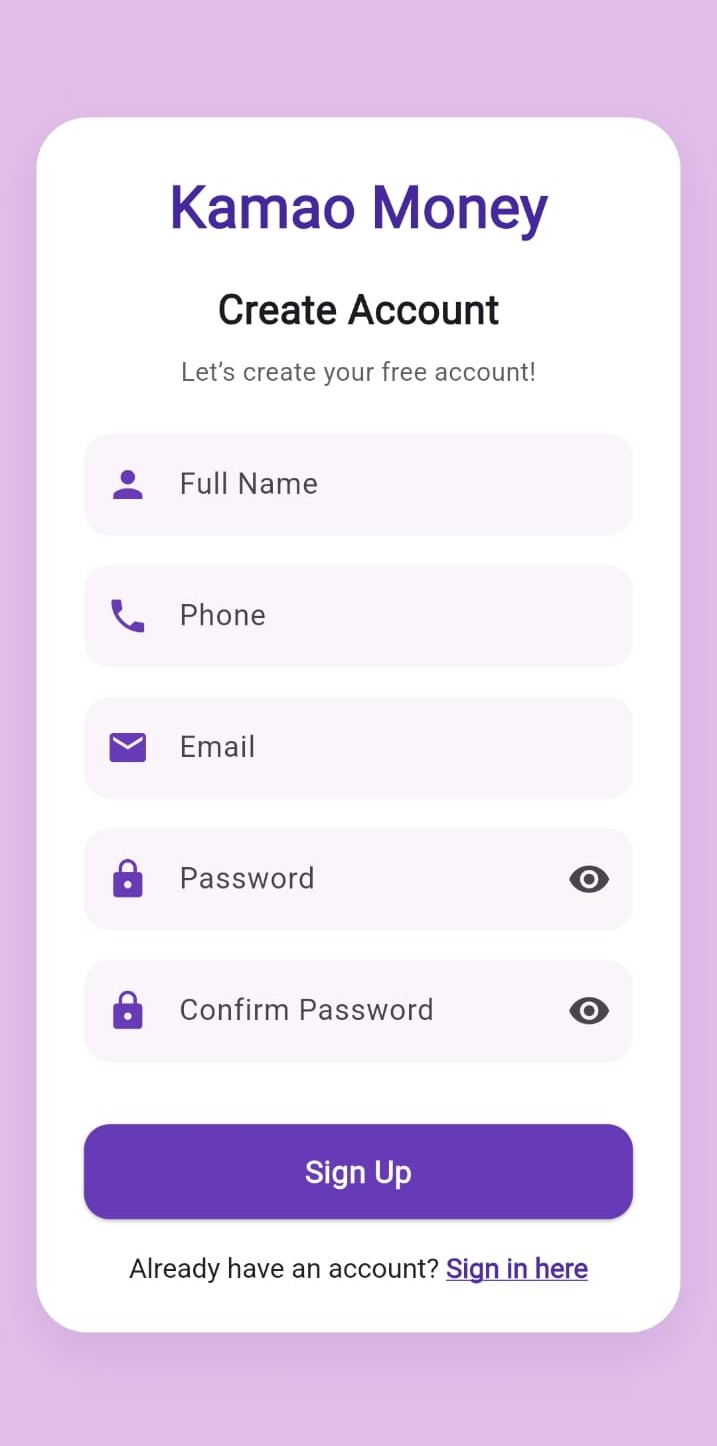 Kamao Money
Create Account
Let’s create your free account!
Full Name
Phone
Email
Password
Confirm Password
Sign Up
Already have an account? Sign in here